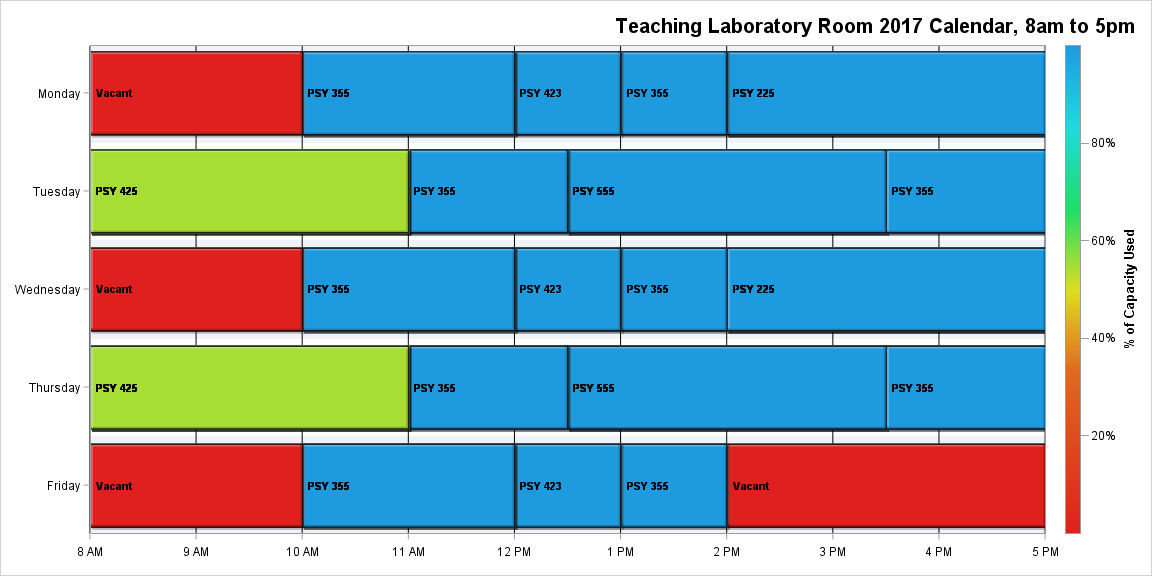 Teaching Laboratory Room 2017 Calendar, 8am to 5pm
Monday
Vacant
PSY 355
PSY 423
PSY 355
PSY 225
Tuesday
PSY 425
PSY 355
PSY 555
PSY 355
Wednesday
Vacant
PSY 355
PSY 423
PSY 355
PSY 225
Thursday
PSY 425
PSY 355
PSY 555
PSY 355
Friday
Vacant
PSY 355
PSY 423
PSY 355
Vacant
8 AM
9 AM
10 AM
11 AM
12 PM
1 PM
2 PM
3 PM
4 PM
5 PM
80%
60%
40%
20%
% of Capacity Used